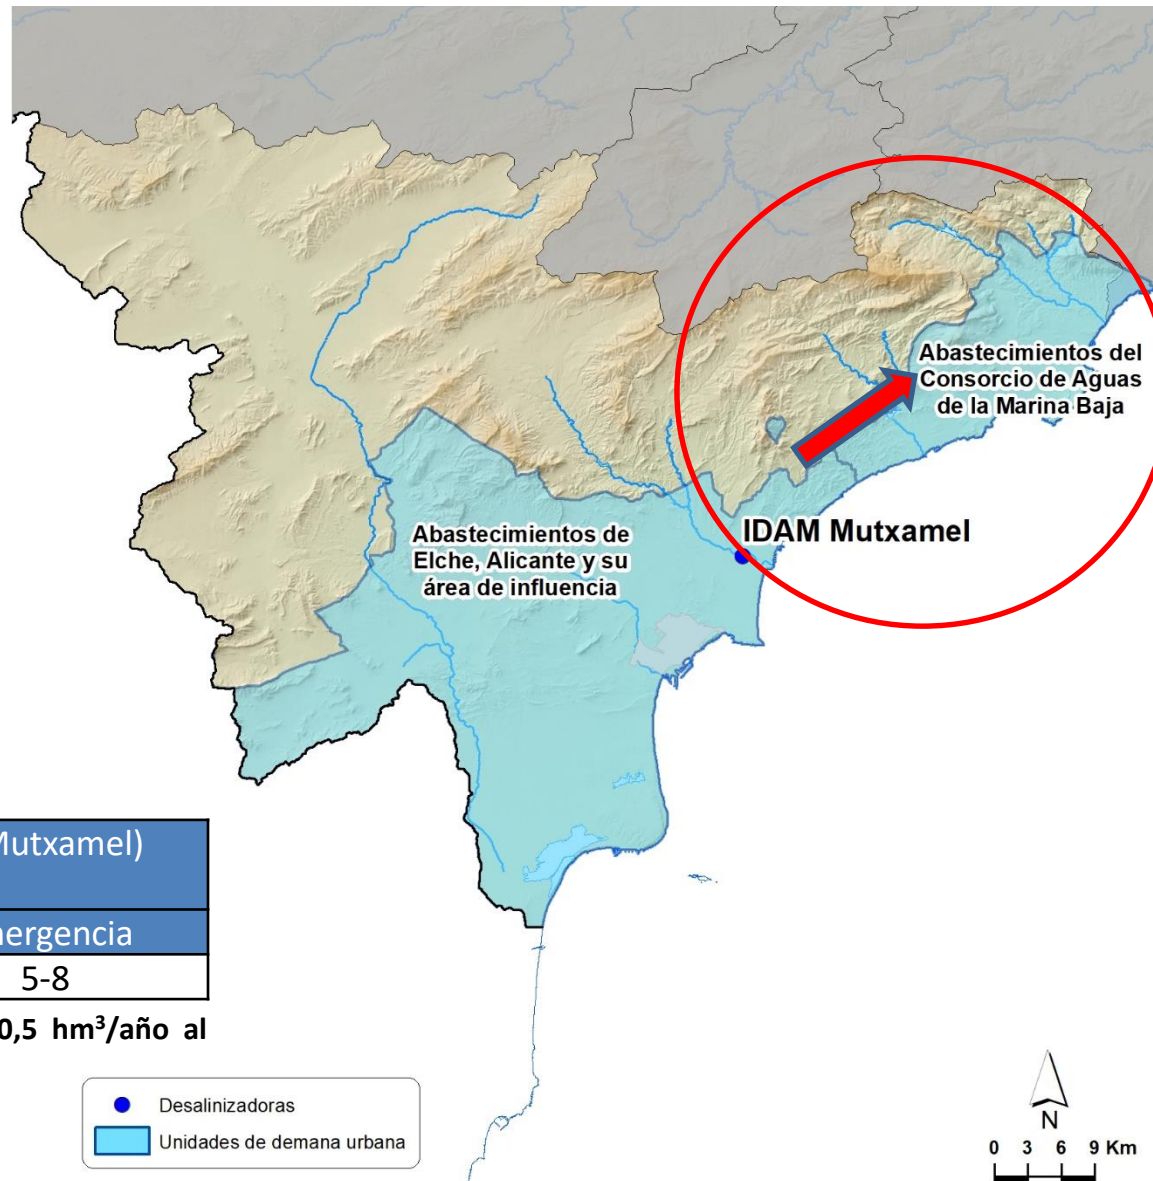 Abastecimientos del
Consorcio de Aguas
de la Marina Baja
IDAM Mutxamel
Abastecimientos de
Elche, Alicante y su
área de influencia
Mutxamel)
nergencia
5-8
0,5 hm³/año al
Desalinizadoras
Unidades de demana urbana
N
0 3 6 9 Km